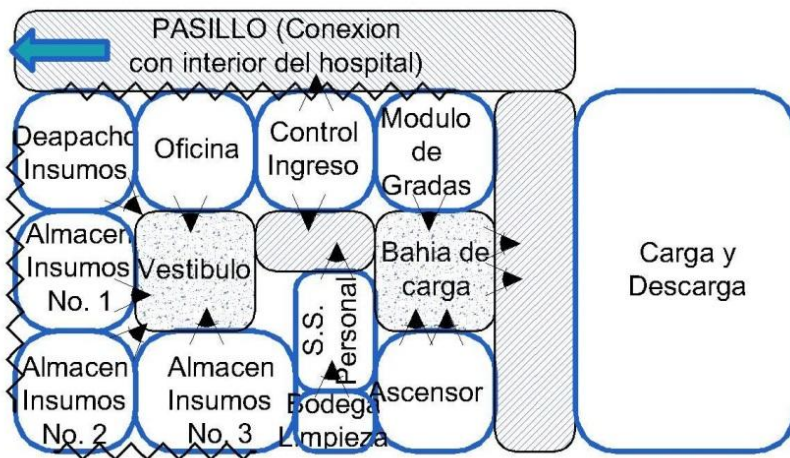 PASILLO (Conexion
con interior del hospital)
Deapacho
Insumos
Oficina
Control
Ingreso
Modulo
de
Gradas
Almacen
Insumos
No. 1
Vestibulo
Bahia de
carga
Carga y
Descarga
S.S.
Personal
Almacen
Insumos
No. 2
Almacen
Insumos
No. 3
Bodega
Limpieza
Ascensor